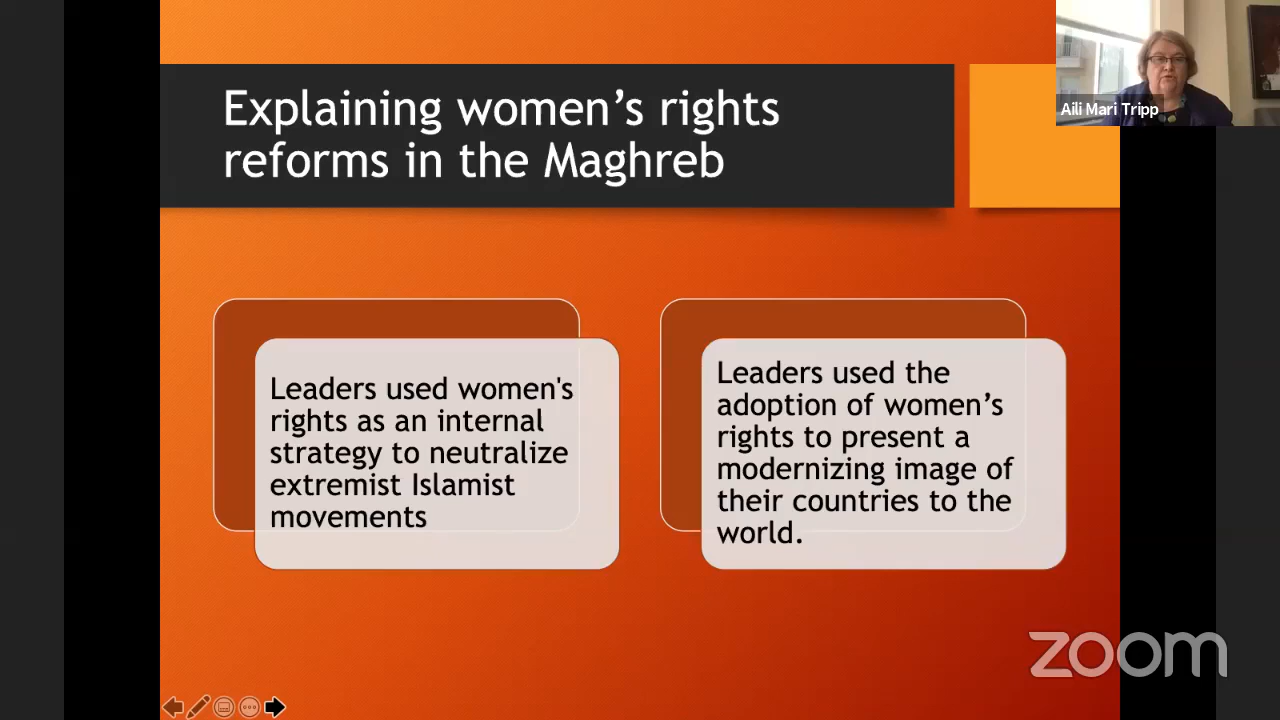 Explaining women’s rights
reforms in the Maghreb
Aili Mari Tripp
Leaders used women's
rights as an internal
strategy to neutralize
extremist Islamist
movements
Leaders used the
adoption of women’s
rights to present a
modernizing image of
their countries to the
world.
zoom